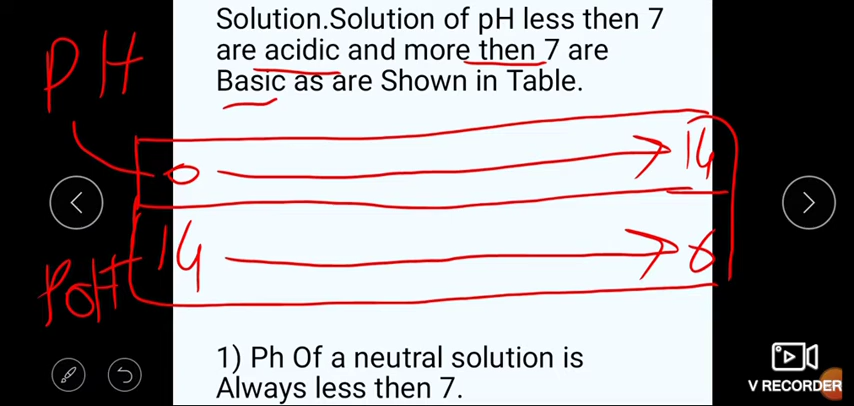 Solution.Solution of pH less then 7
are acidic and more then 7 are
Basic as are Shown in Table.
PH
0 14
14 0
POH
1) Ph Of a neutral solution is
Always less then 7.
V RECORDER